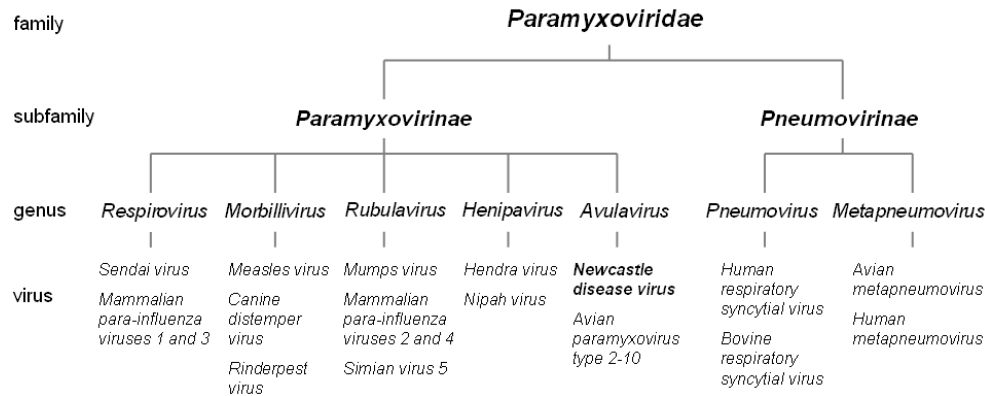 family
Paramyxoviridae
subfamily
Paramyxovirinae
Pneumovirinae
genus
Respirovirus
Morbillivirus
Rubulavirus
Henipavirus
Avulavirus
Pneumovirus
Metapneumovirus
virus
Sendai virus
Mammalian
para-influenza
viruses 1 and 3
Measles virus
Canine
distemper
virus
Rinderpest
virus
Mumps virus
Mammalian
para-influenza
viruses 2 and 4
Simian virus 5
Hendra virus
Nipah virus
Newcastle
disease virus
Avian
paramyxovirus
type 2-10
Human
respiratory
syncytial virus
Bovine
respiratory
syncytial virus
Avian
metapneumovirus
Human
metapneumovirus